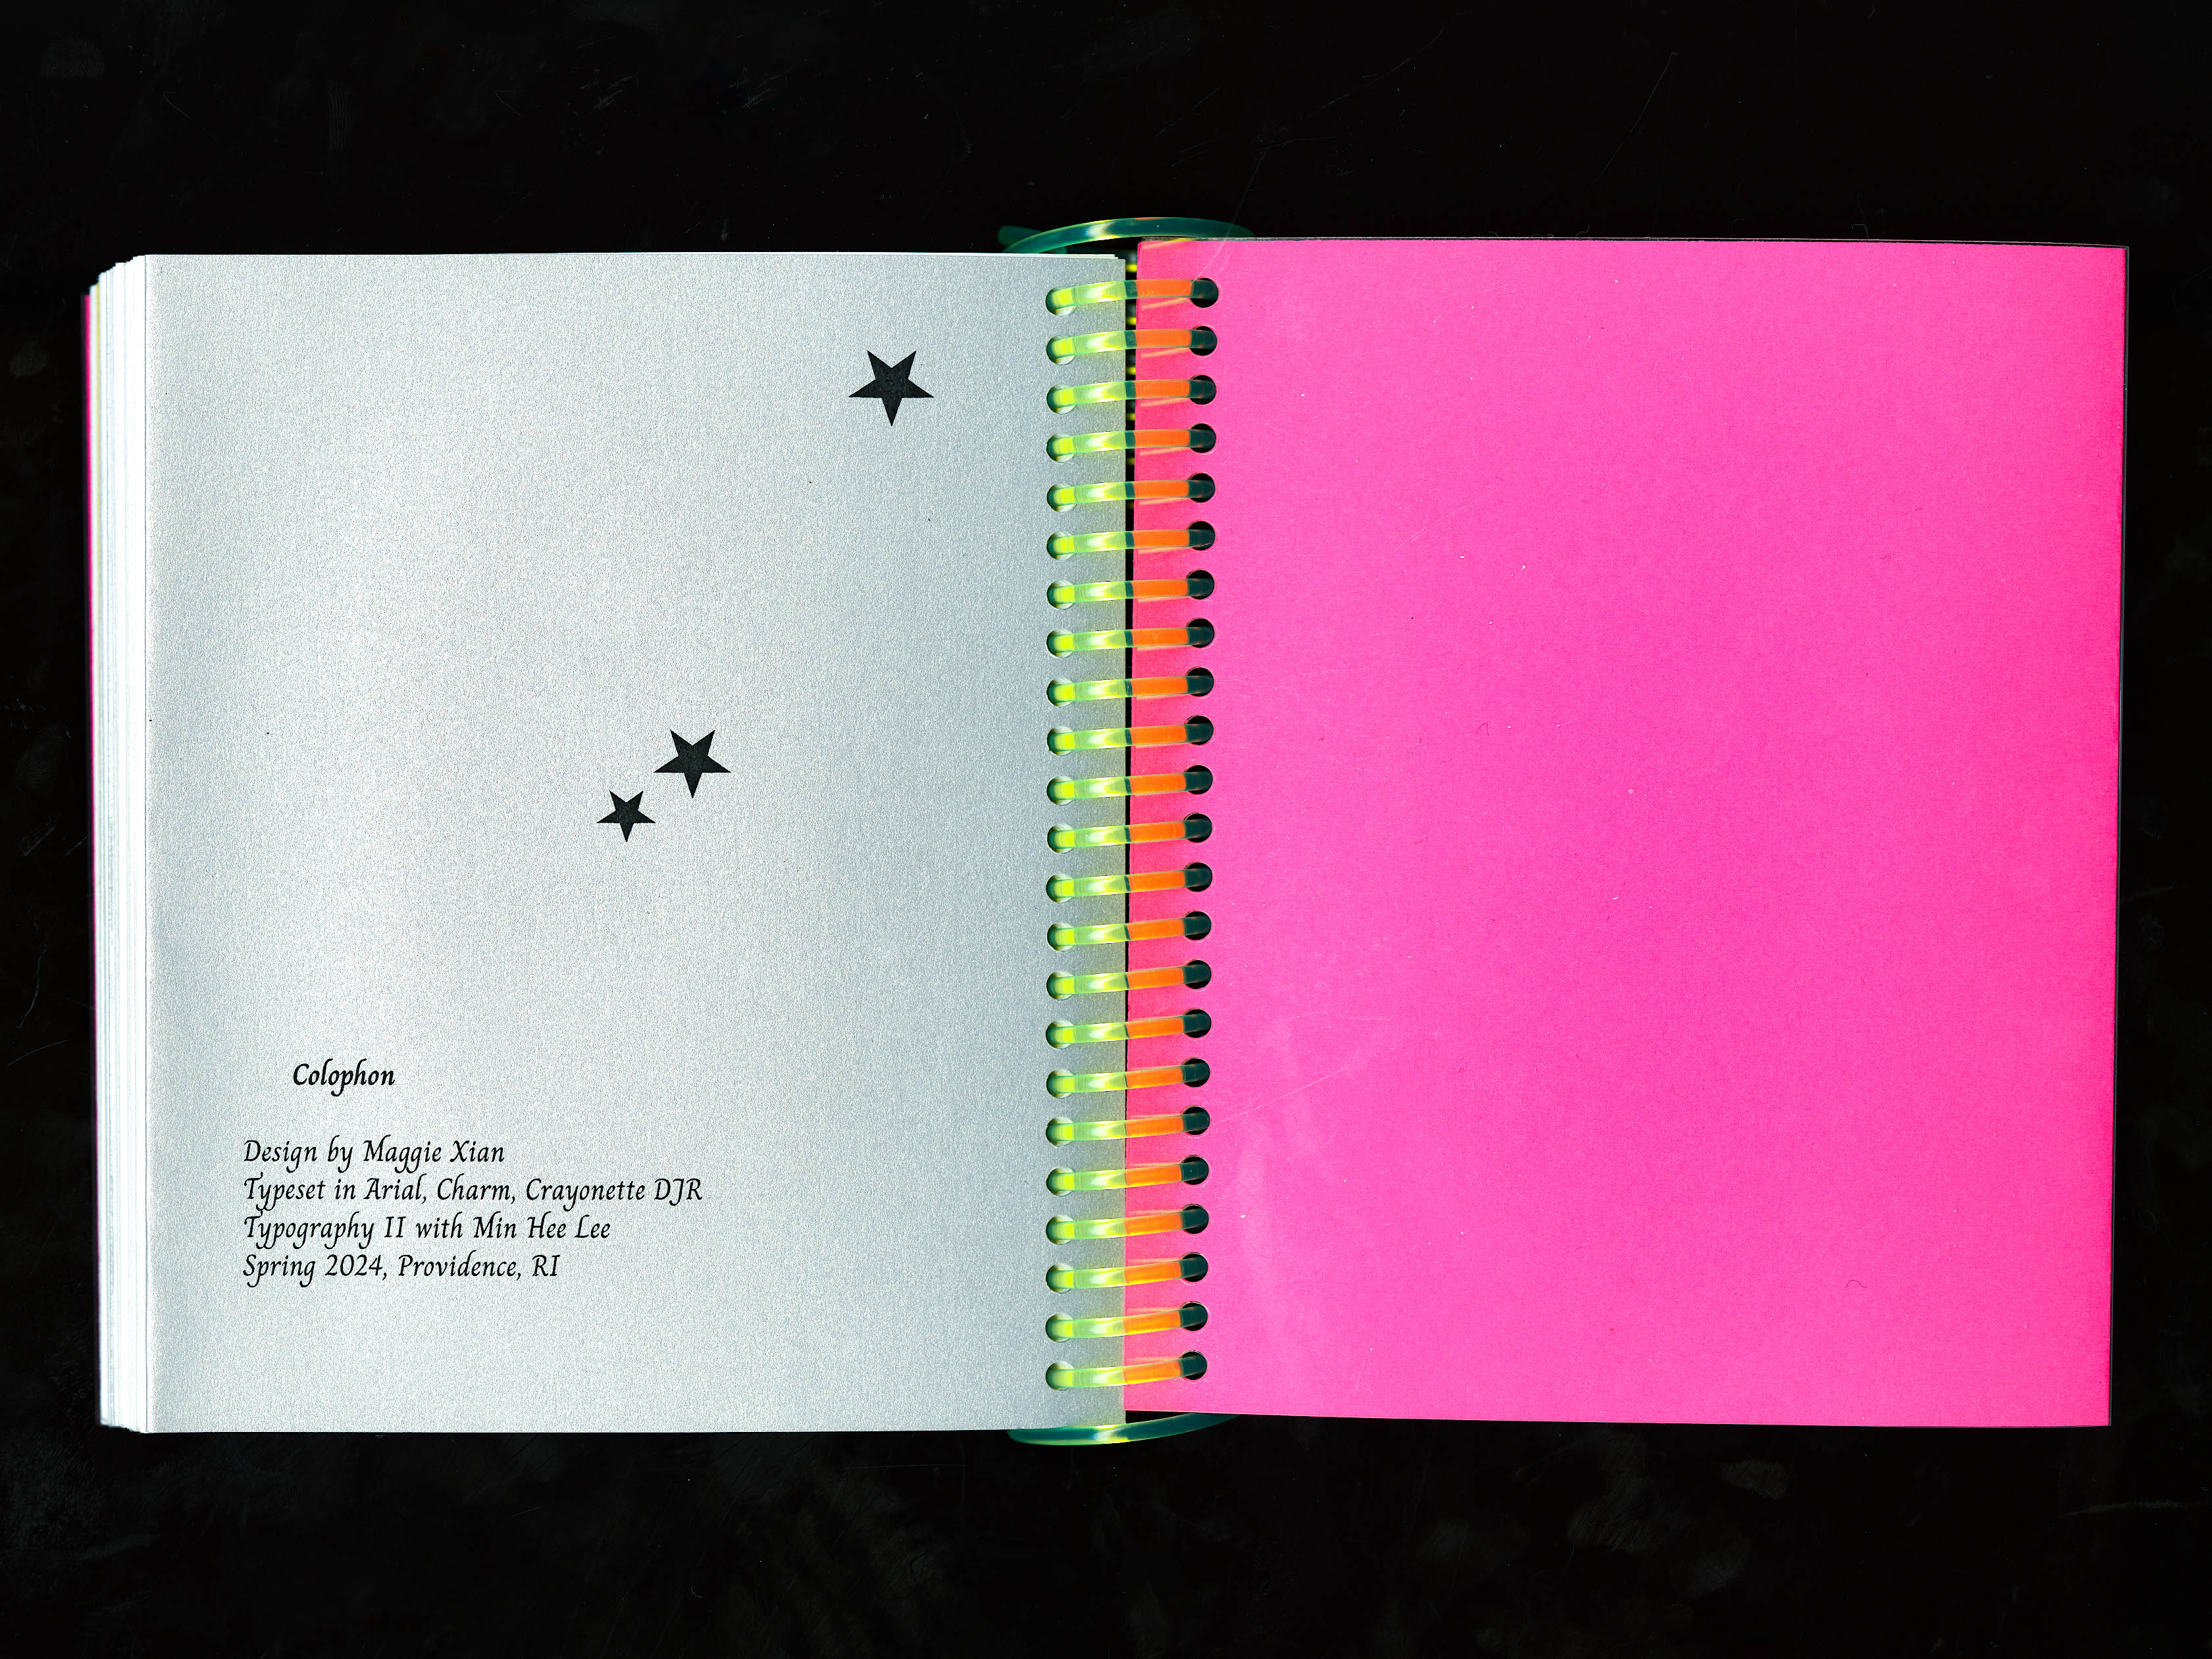 Colophon
Design by Maggie Xian
Typeset in Arial, Charm, Crayonette DJR
Typography II with Min Hee Lee
Spring 2024, Providence, RI